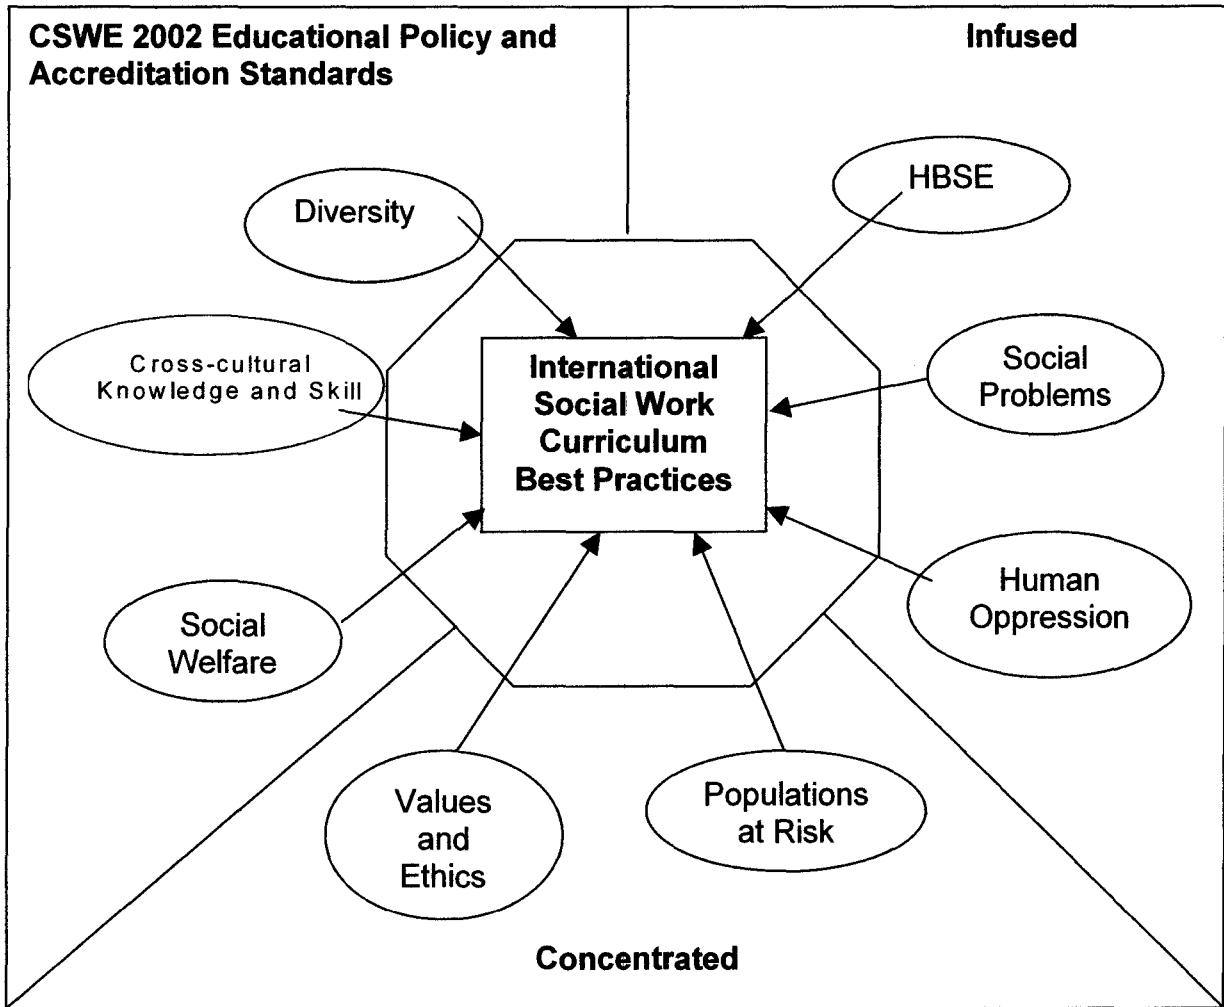 CSWE 2002 Educational Policy and
Accreditation Standards
Infused
Diversity
HBSE
Cross-cultural
Knowledge and Skill
International
Social Work
Curriculum
Best Practices
Social
Problems
Social
Welfare
Human
Oppression
Values
and
Ethics
Populations
at Risk
Concentrated